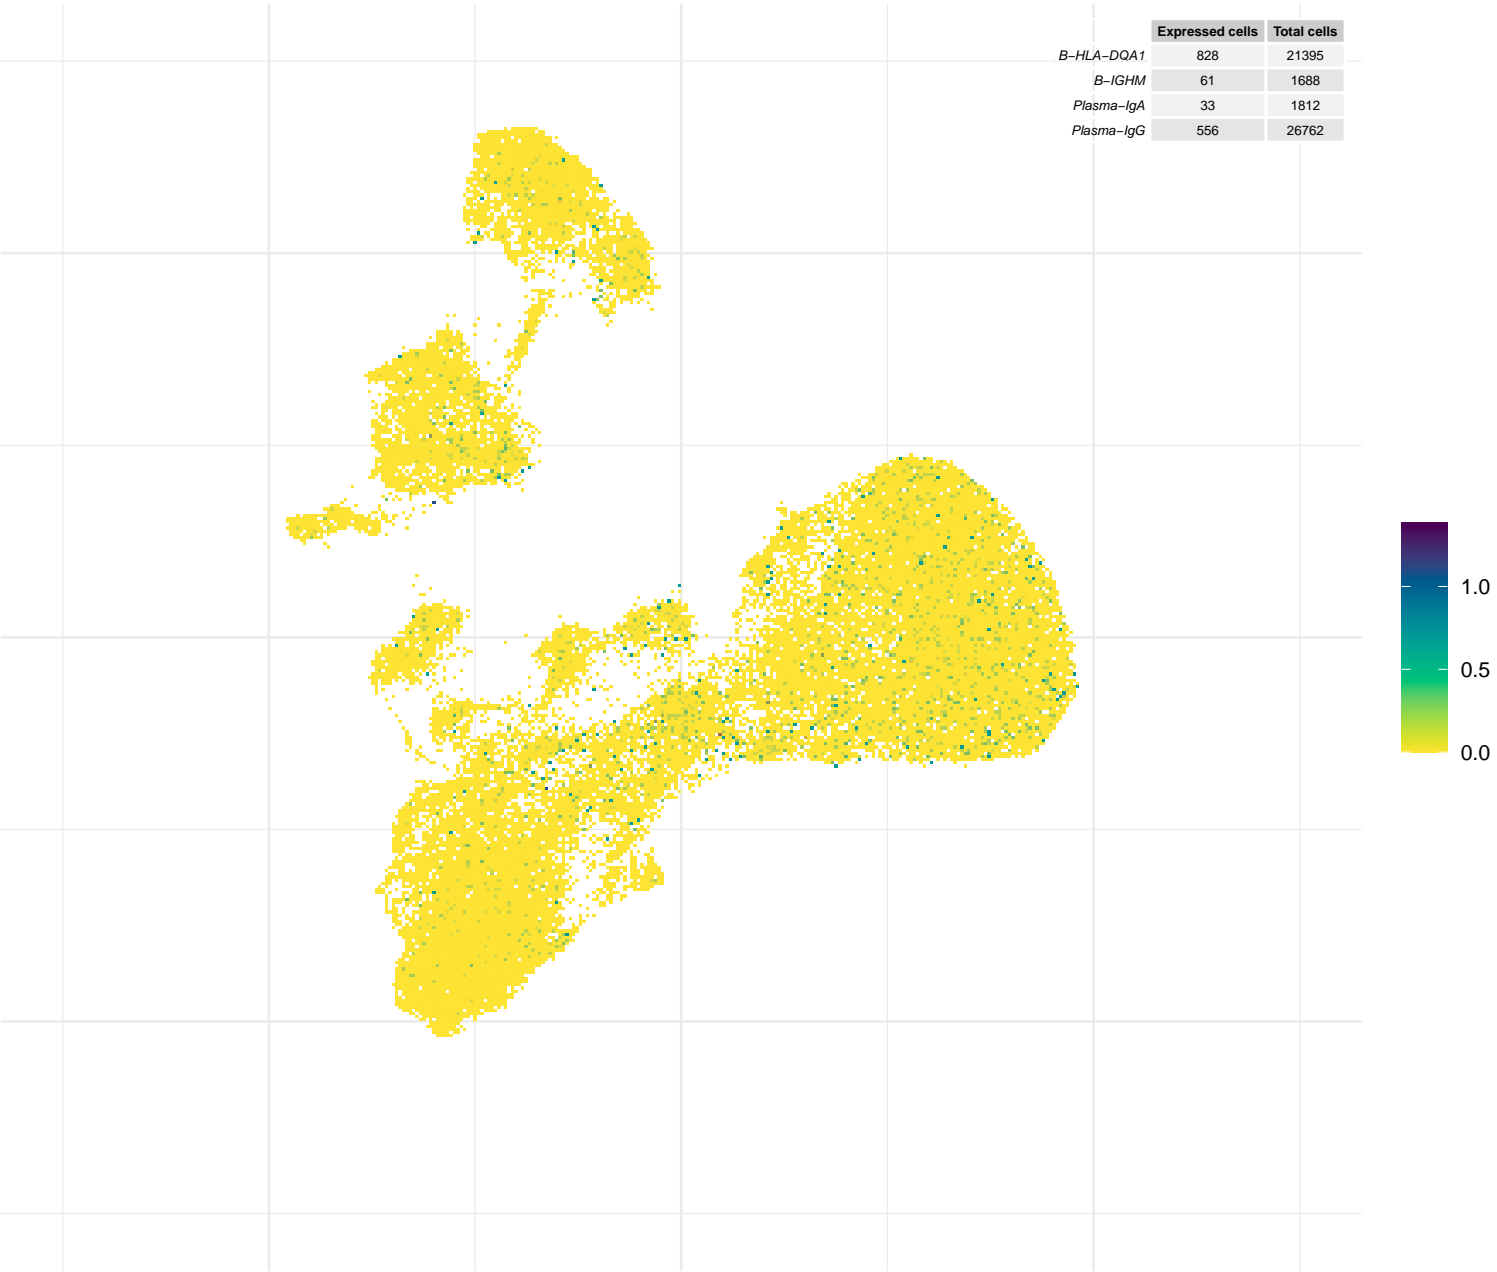 Expressed cells Total cells
B−HLA−DQA1 828 21395
B−IGHM 61 1688
Plasma−IgA 33 1812
Plasma−IgG 556 26762
1.0
0.5
0.0